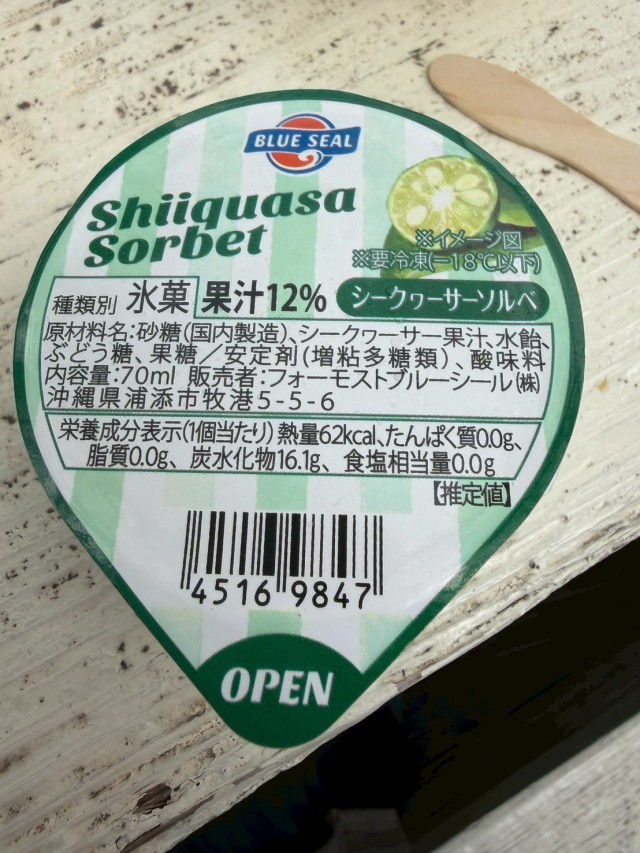 BLUE SEAL
Shiiquasa
Sorbet
※イメージ図
※要冷凍(－18℃以下)
種類別 氷菓 果汁12% シークヮーサーソルベ
原材料名:砂糖(国内製造)、シークヮーサー果汁、水飴、
ぶどう糖、果糖／安定剤(増粘多糖類)、酸味料
内容量:70ml 販売者:フォーモストブルーシール(株)
沖縄県浦添市牧港5-5-6
栄養成分表示(1個当たり) 熱量62kcal、たんぱく質0.0g、
脂質0.0g、炭水化物16.1g、食塩相当量0.0g
【推定値】
4516 9847
OPEN